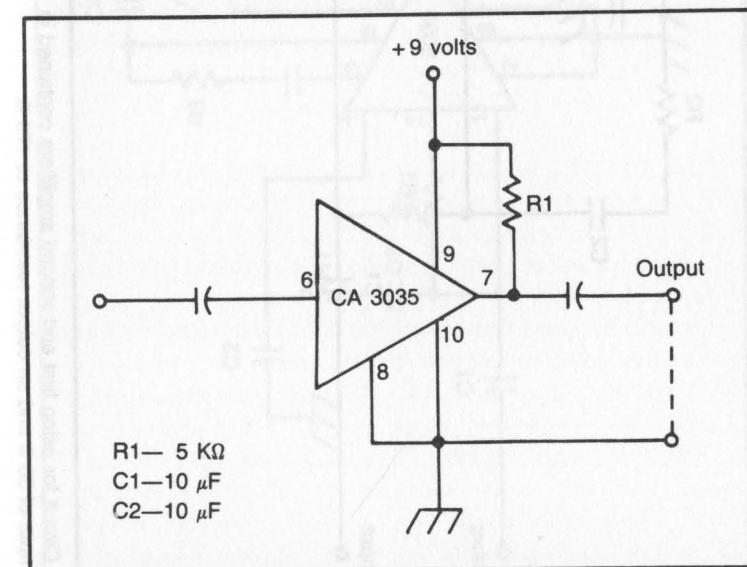 +9 volts
R1
9
6
7
CA 3035
Output
10
8
R1— 5 KΩ
C1—10 μF
C2—10 μF